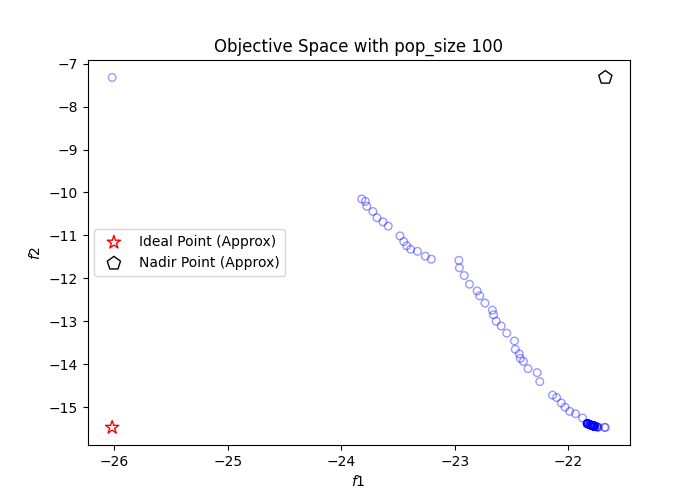 Objective Space with pop_size 100
−7
−8
−9
−10
−11
−12
−13
−14
−15
f2
Ideal Point (Approx)
Nadir Point (Approx)
−26
−25
−24
−23
−22
f1